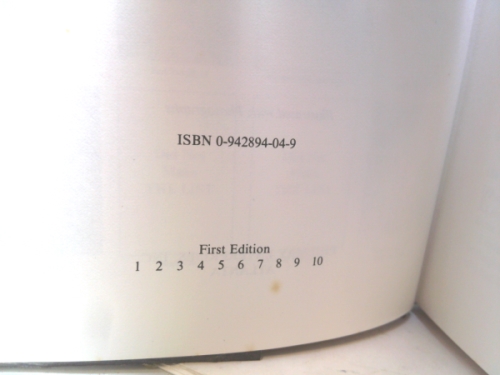 ISBN 0-942894-04-9
First Edition
1 2 3 4 5 6 7 8 9 10